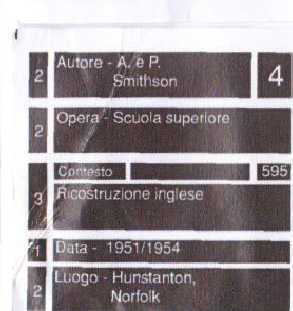 2 Autore - A. e P. 4
Smithson
2 Opera - Scuola superiore
Contesto 595
3 Ricostruzione inglese
1 Data - 1951/1954
2 Luogo - Hunstanton,
Norfolk